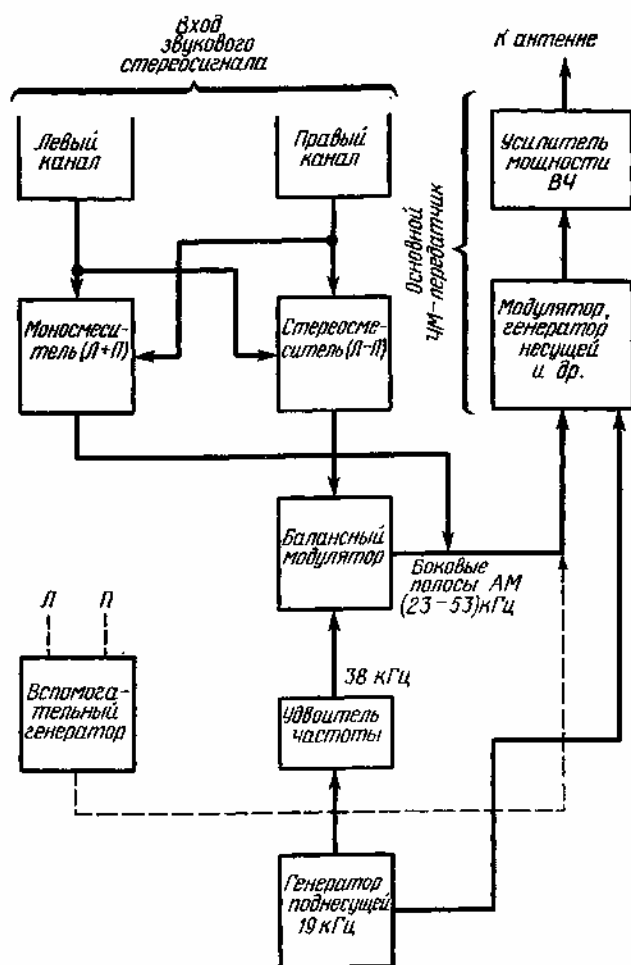 Вход
звукового
стереосигнала
К антенне
Левый
канал
Правый
канал
Усилитель
мощности
ВЧ
Основной
ЧМ-передатчик
Моносмеси-
тель (Л+П)
Стереосме-
ситель (Л-П)
Модулятор,
генератор
несущей
и др.
Балансный
модулятор
Боковые
полосы АМ
(23-53) кГц
Л
П
Вспомога-
тельный
генератор
38 кГц
Удвоитель
частоты
Генератор
поднесущей
19 кГц